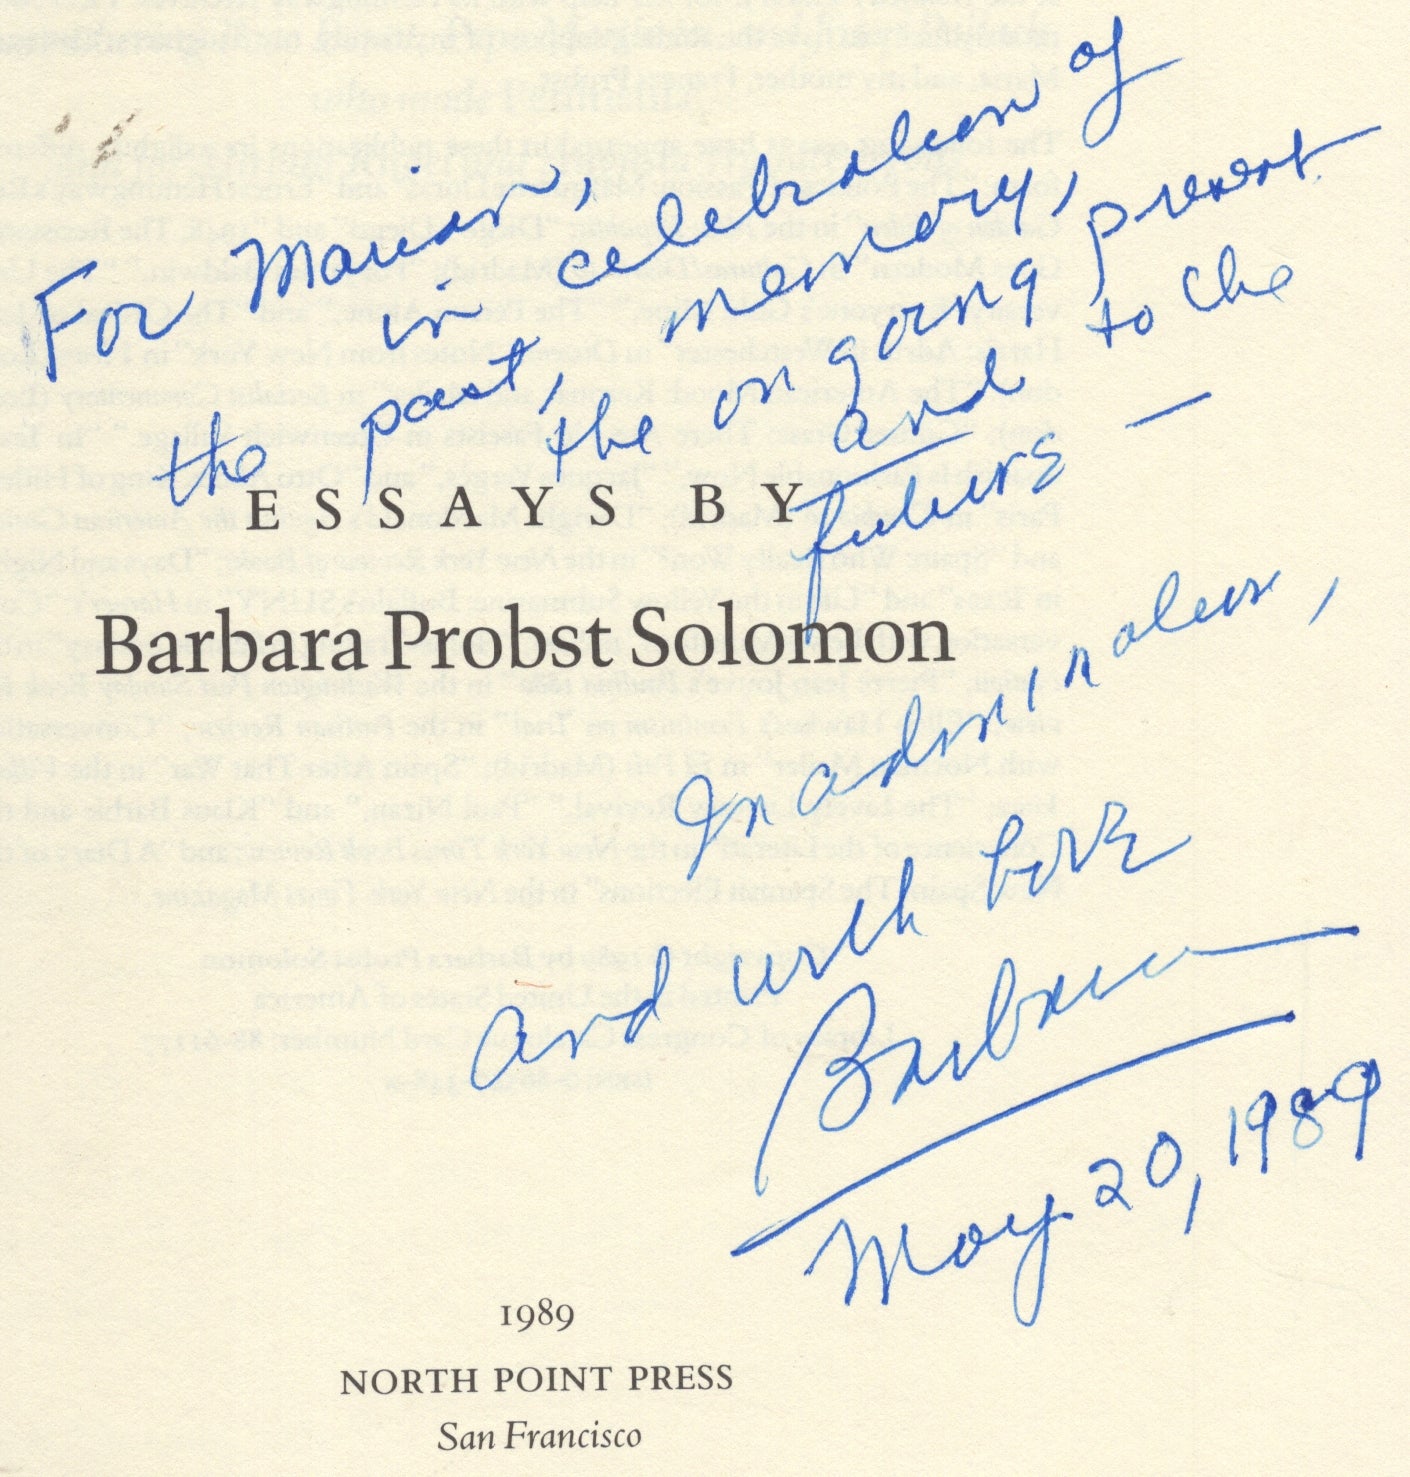 For Marian,
in celebration of
the past, memory,
the ongoing present
and to the
future —
ESSAYS BY
Barbara Probst Solomon
In admiration,
and with love
Barbara
May 20, 1989
1989
NORTH POINT PRESS
San Francisco